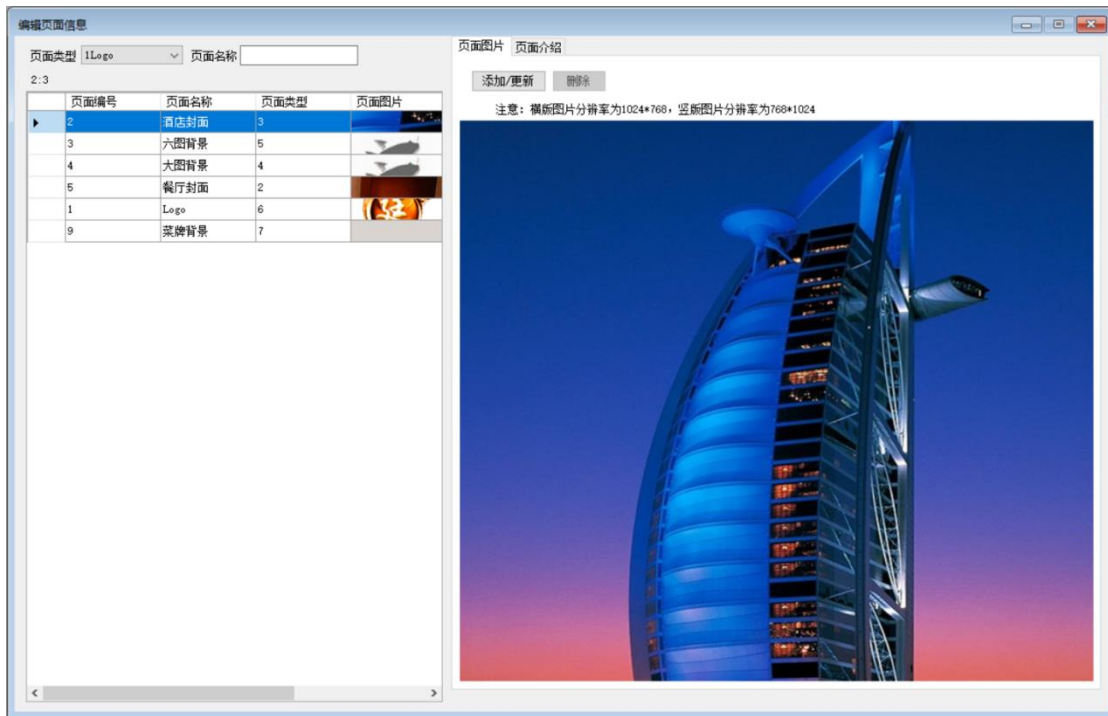 编辑页面信息
页面类型 1Logo 页面名称
2:3
页面编号 页面名称 页面类型 页面图片
2 酒店封面 3
3 六图背景 5
4 大图背景 4
5 餐厅封面 2
1 Logo 6
9 菜牌背景 7
页面图片 页面介绍
添加/更新 删除
注意：横版图片分辨率为1024*768，竖版图片分辨率为768*1024